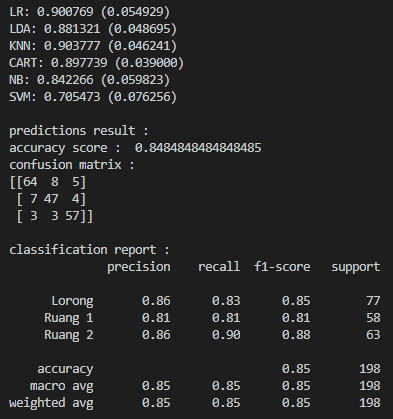 LR: 0.900769 (0.054929)
LDA: 0.881321 (0.048695)
KNN: 0.903777 (0.046241)
CART: 0.897739 (0.039000)
NB: 0.842266 (0.059823)
SVM: 0.705473 (0.076256)
predictions result :
accuracy score :  0.8484848484848485
confusion matrix :
[[64  8  5]
 [ 7 47  4]
 [ 3  3 57]]
classification report :
              precision    recall  f1-score   support
      Lorong       0.86      0.83      0.85        77
     Ruang 1       0.81      0.81      0.81        58
     Ruang 2       0.86      0.90      0.88        63
    accuracy                           0.85       198
   macro avg       0.85      0.85      0.85       198
weighted avg       0.85      0.85      0.85       198